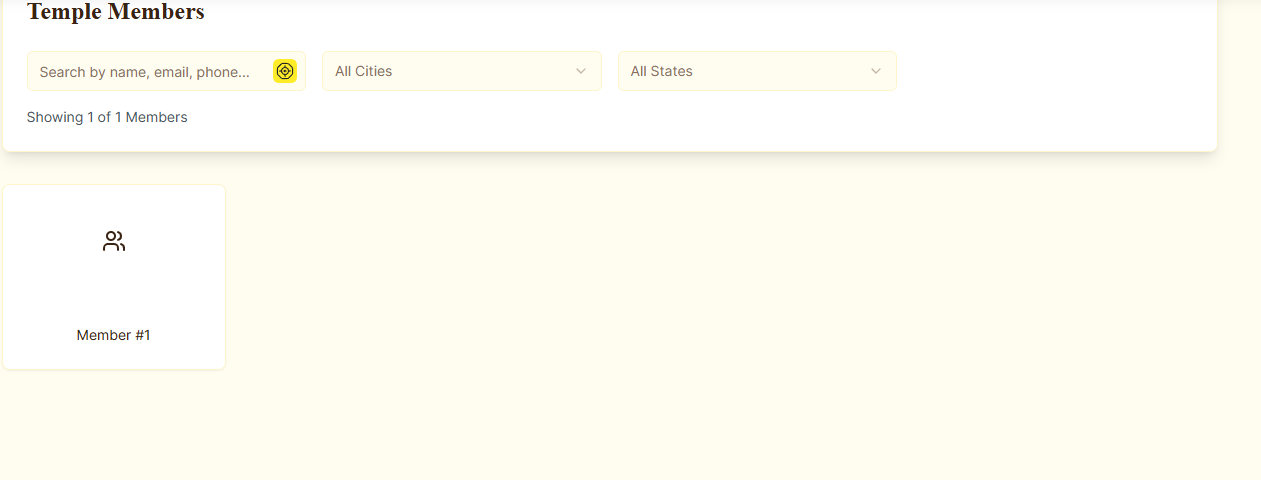 Temple Members
Search by name, email, phone...
All Cities
All States
Showing 1 of 1 Members
Member #1